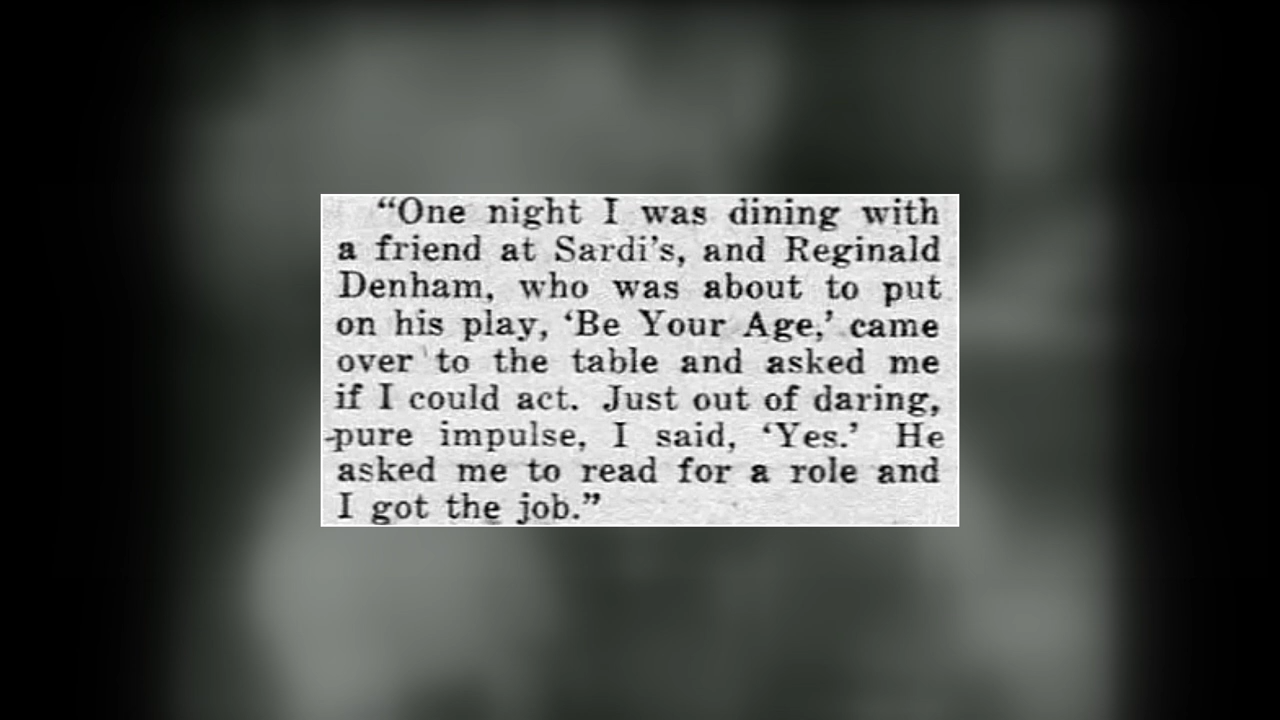 “One night I was dining with
a friend at Sardi’s, and Reginald
Denham, who was about to put
on his play, ‘Be Your Age,’ came
over to the table and asked me
if I could act. Just out of daring,
pure impulse, I said, ‘Yes.’ He
asked me to read for a role and
I got the job.”